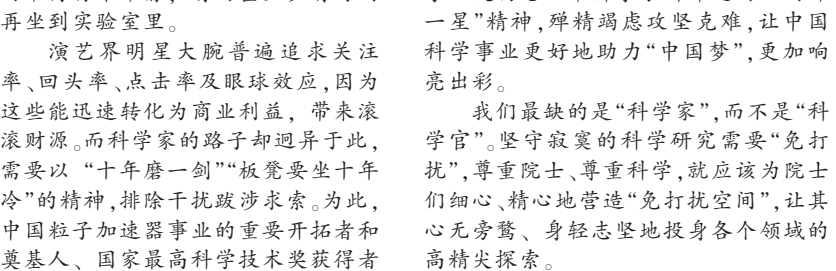 再坐到实验室里。
演艺界明星大腕普遍追求关注
率、回头率、点击率及眼球效应,因为
这些能迅速转化为商业利益，带来滚
滚财源。而科学家的路子却迥异于此,
需要以 “十年磨一剑”“板凳要坐十年
冷”的精神,排除干扰跋涉求索。为此,
中国粒子加速器事业的重要开拓者和
奠基人、国家最高科学技术奖获得者
一星”精神,殚精竭虑攻坚克难,让中国
科学事业更好地助力“中国梦”,更加响
亮出彩。
我们最缺的是“科学家”,而不是“科
学官”。坚守寂寞的科学研究需要“免打
扰”,尊重院士、尊重科学,就应该为院士
们细心、精心地营造“免打扰空间”,让其
心无旁鹜、身轻志坚地投身各个领域的
高精尖探索。